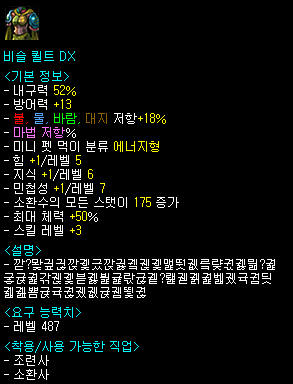 비슬 퀼트 DX
<기본 정보>
- 내구력 52%
- 방어력 +13
- 불, 물, 바람, 대지 저항+18%
- 마법 저항%
- 미니 펫 먹이 분류 에너지형
- 힘 +1/레벨 5
- 지식 +1/레벨 6
- 민첩성 +1/레벨 7
- 소환수의 모든 스탯이 175 증가
- 최대 체력 +50%
- 스킬 레벨 +3
<설명>
<요구 능력치>
- 레벨 487
<착용/사용 가능한 직업>
- 조련사
- 소환사